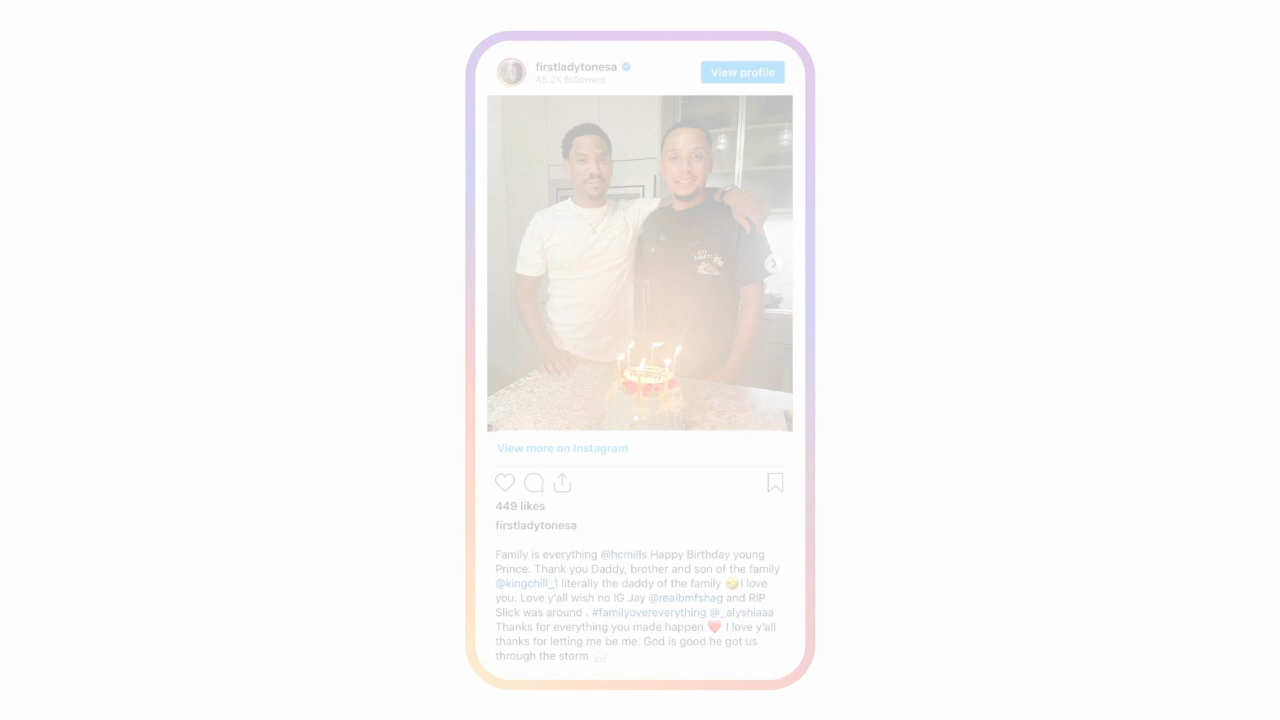 firstladytonesa
45.2K followers
View profile
View more on Instagram
449 likes
firstladytonesa
Family is everything @hcmills Happy Birthday young
Prince. Thank you Daddy, brother and son of the family
@kingchill_1 literally the daddy of the family 🤣I love
you. Love y'all wish no IG Jay @realbmfshag and RIP
Slick was around . #familyovereverything @_alyshiaaa
Thanks for everything you made happen ❤️ I love y'all
thanks for letting me be me. God is good he got us
through the storm